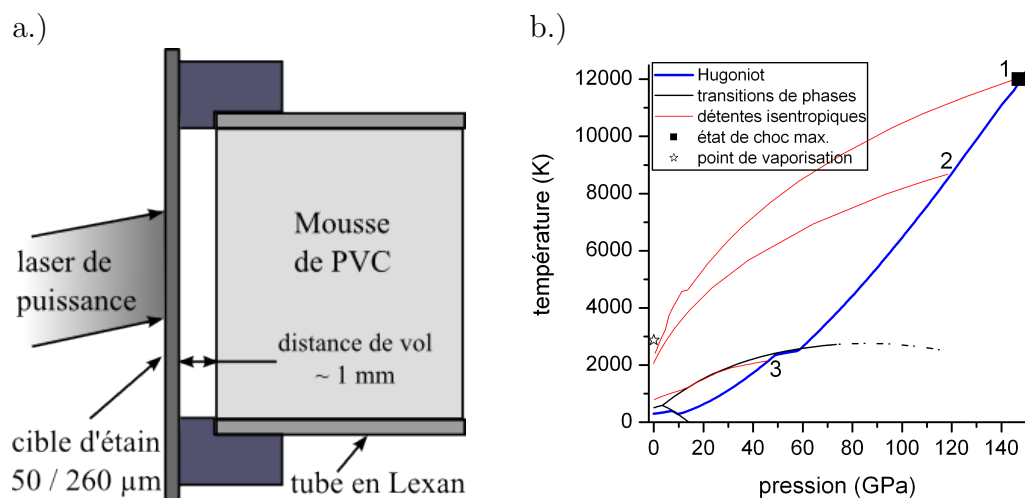 a.)
laser de
puissance
Mousse
de PVC
distance de vol
~ 1 mm
cible d'étain
50 / 260 µm
tube en Lexan
b.)
température (K)
12000
10000
8000
6000
4000
2000
0
Hugoniot
transitions de phases
détentes isentropiques
état de choc max.
point de vaporisation
1
2
3
0 20 40 60 80 100 120 140
pression (GPa)